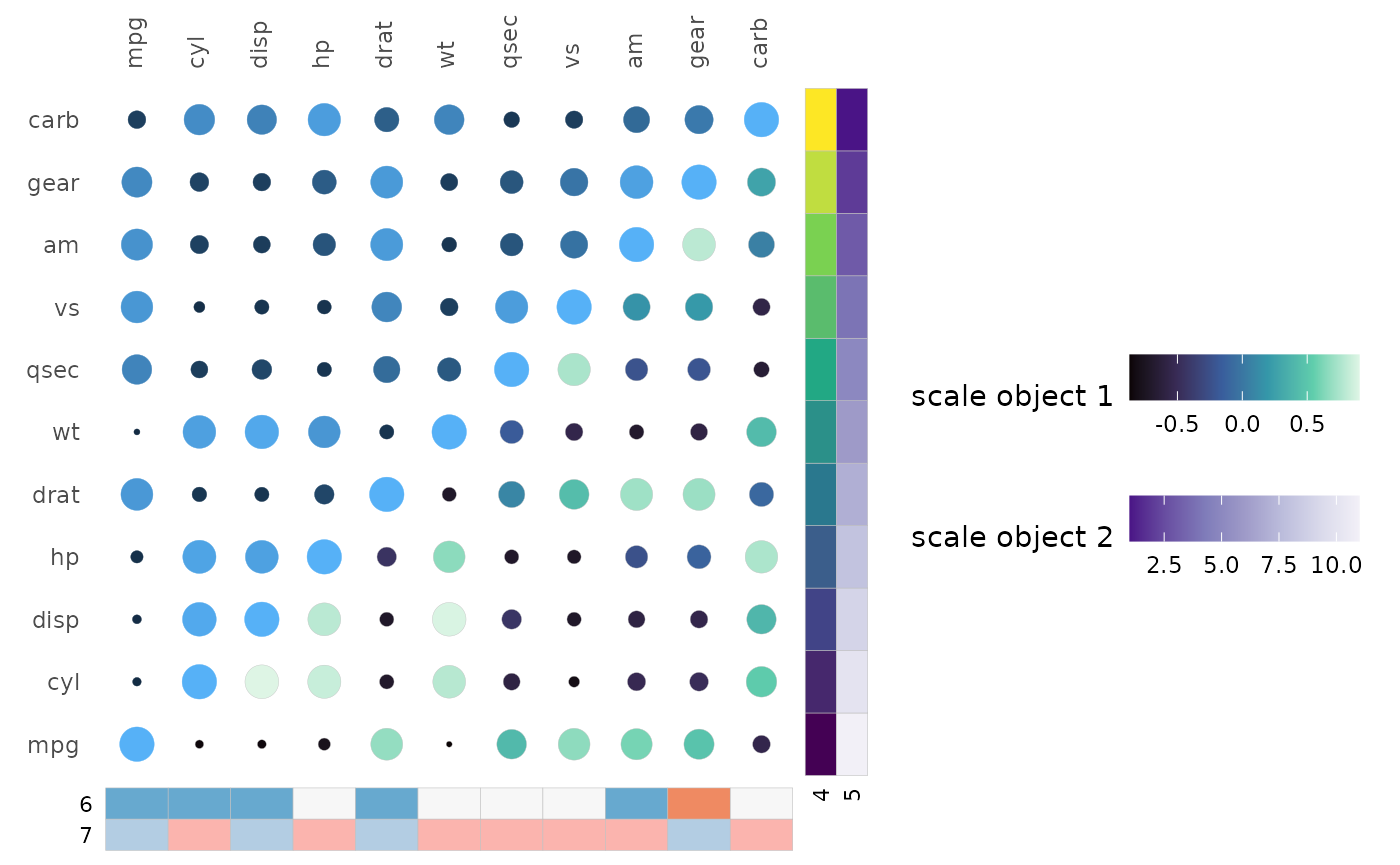 mpg cyl disp hp drat wt qsec vs am gear carb
carb
gear
am
vs
qsec
wt
drat
hp
disp
cyl
mpg
6
7
4 5
scale object 1
-0.5 0.0 0.5
scale object 2
2.5 5.0 7.5 10.0